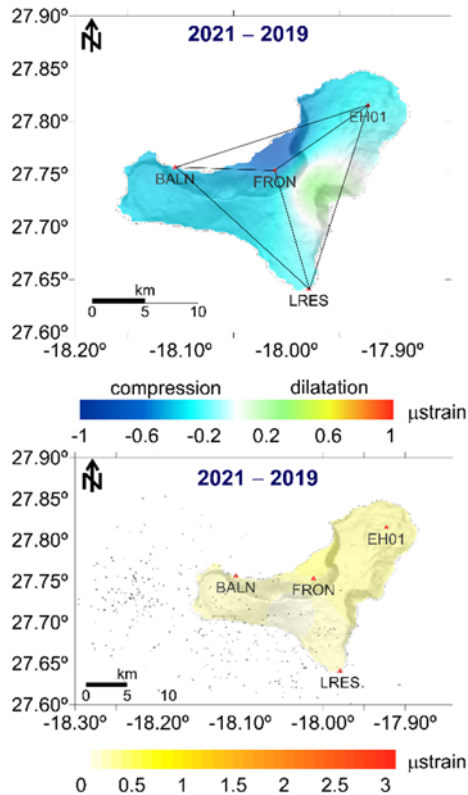 27.90º
N
2021 – 2019
27.85º
27.80º
EH01
27.75º
BALN
FRON
27.70º
27.65º
km
LRES
0 5 10
27.60º
-18.20º -18.10º -18.00º -17.90º
compression dilatation
-1 -0.6 -0.2 0.2 0.6 1 µstrain
27.90º
N
2021 – 2019
27.85º
27.80º
EH01
27.75º
BALN
FRON
27.70º
27.65º
km
LRES
0 5 10
27.60º
-18.30º -18.20º -18.10º -18.00º -17.90º
µstrain
0 0.5 1 1.5 2 2.5 3